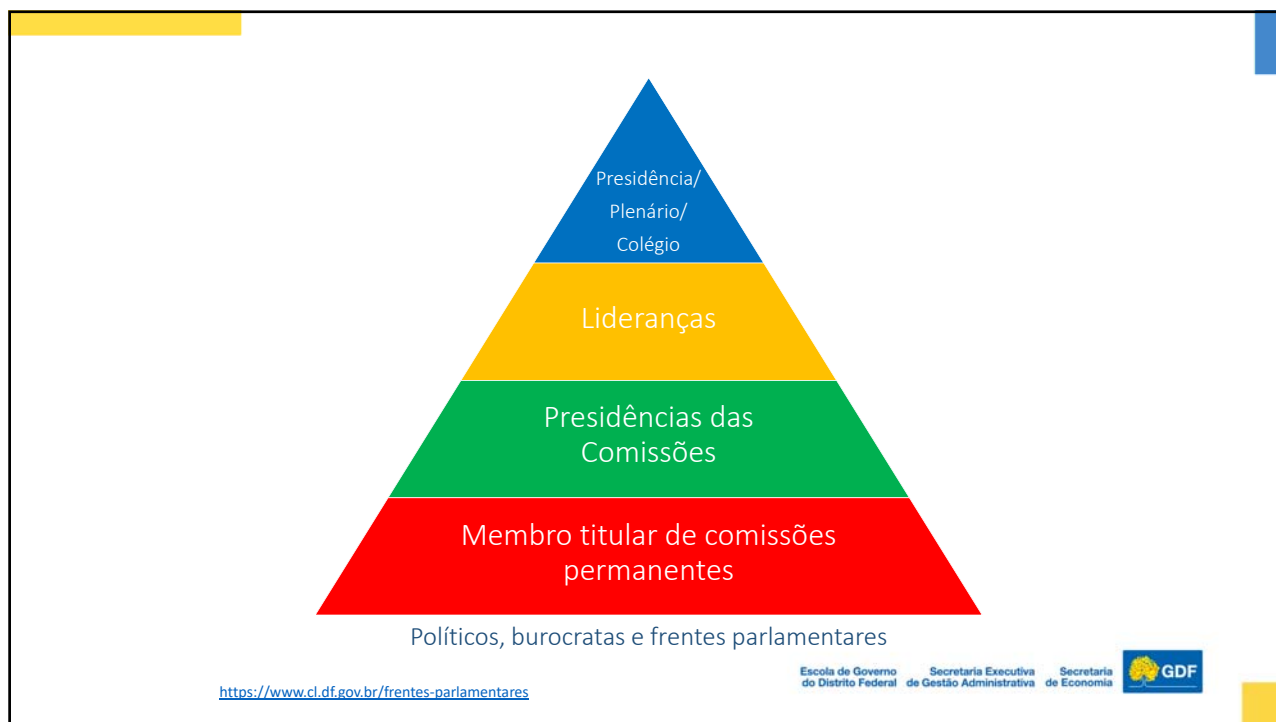 Presidência/
Plenário/
Colégio
Lideranças
Presidências das
Comissões
Membro titular de comissões
permanentes
Políticos, burocratas e frentes parlamentares
https://www.cl.df.gov.br/frentes-parlamentares
Escola de Governo
do Distrito Federal
Secretaria Executiva
de Gestão Administrativa
Secretaria
de Economia
GDF